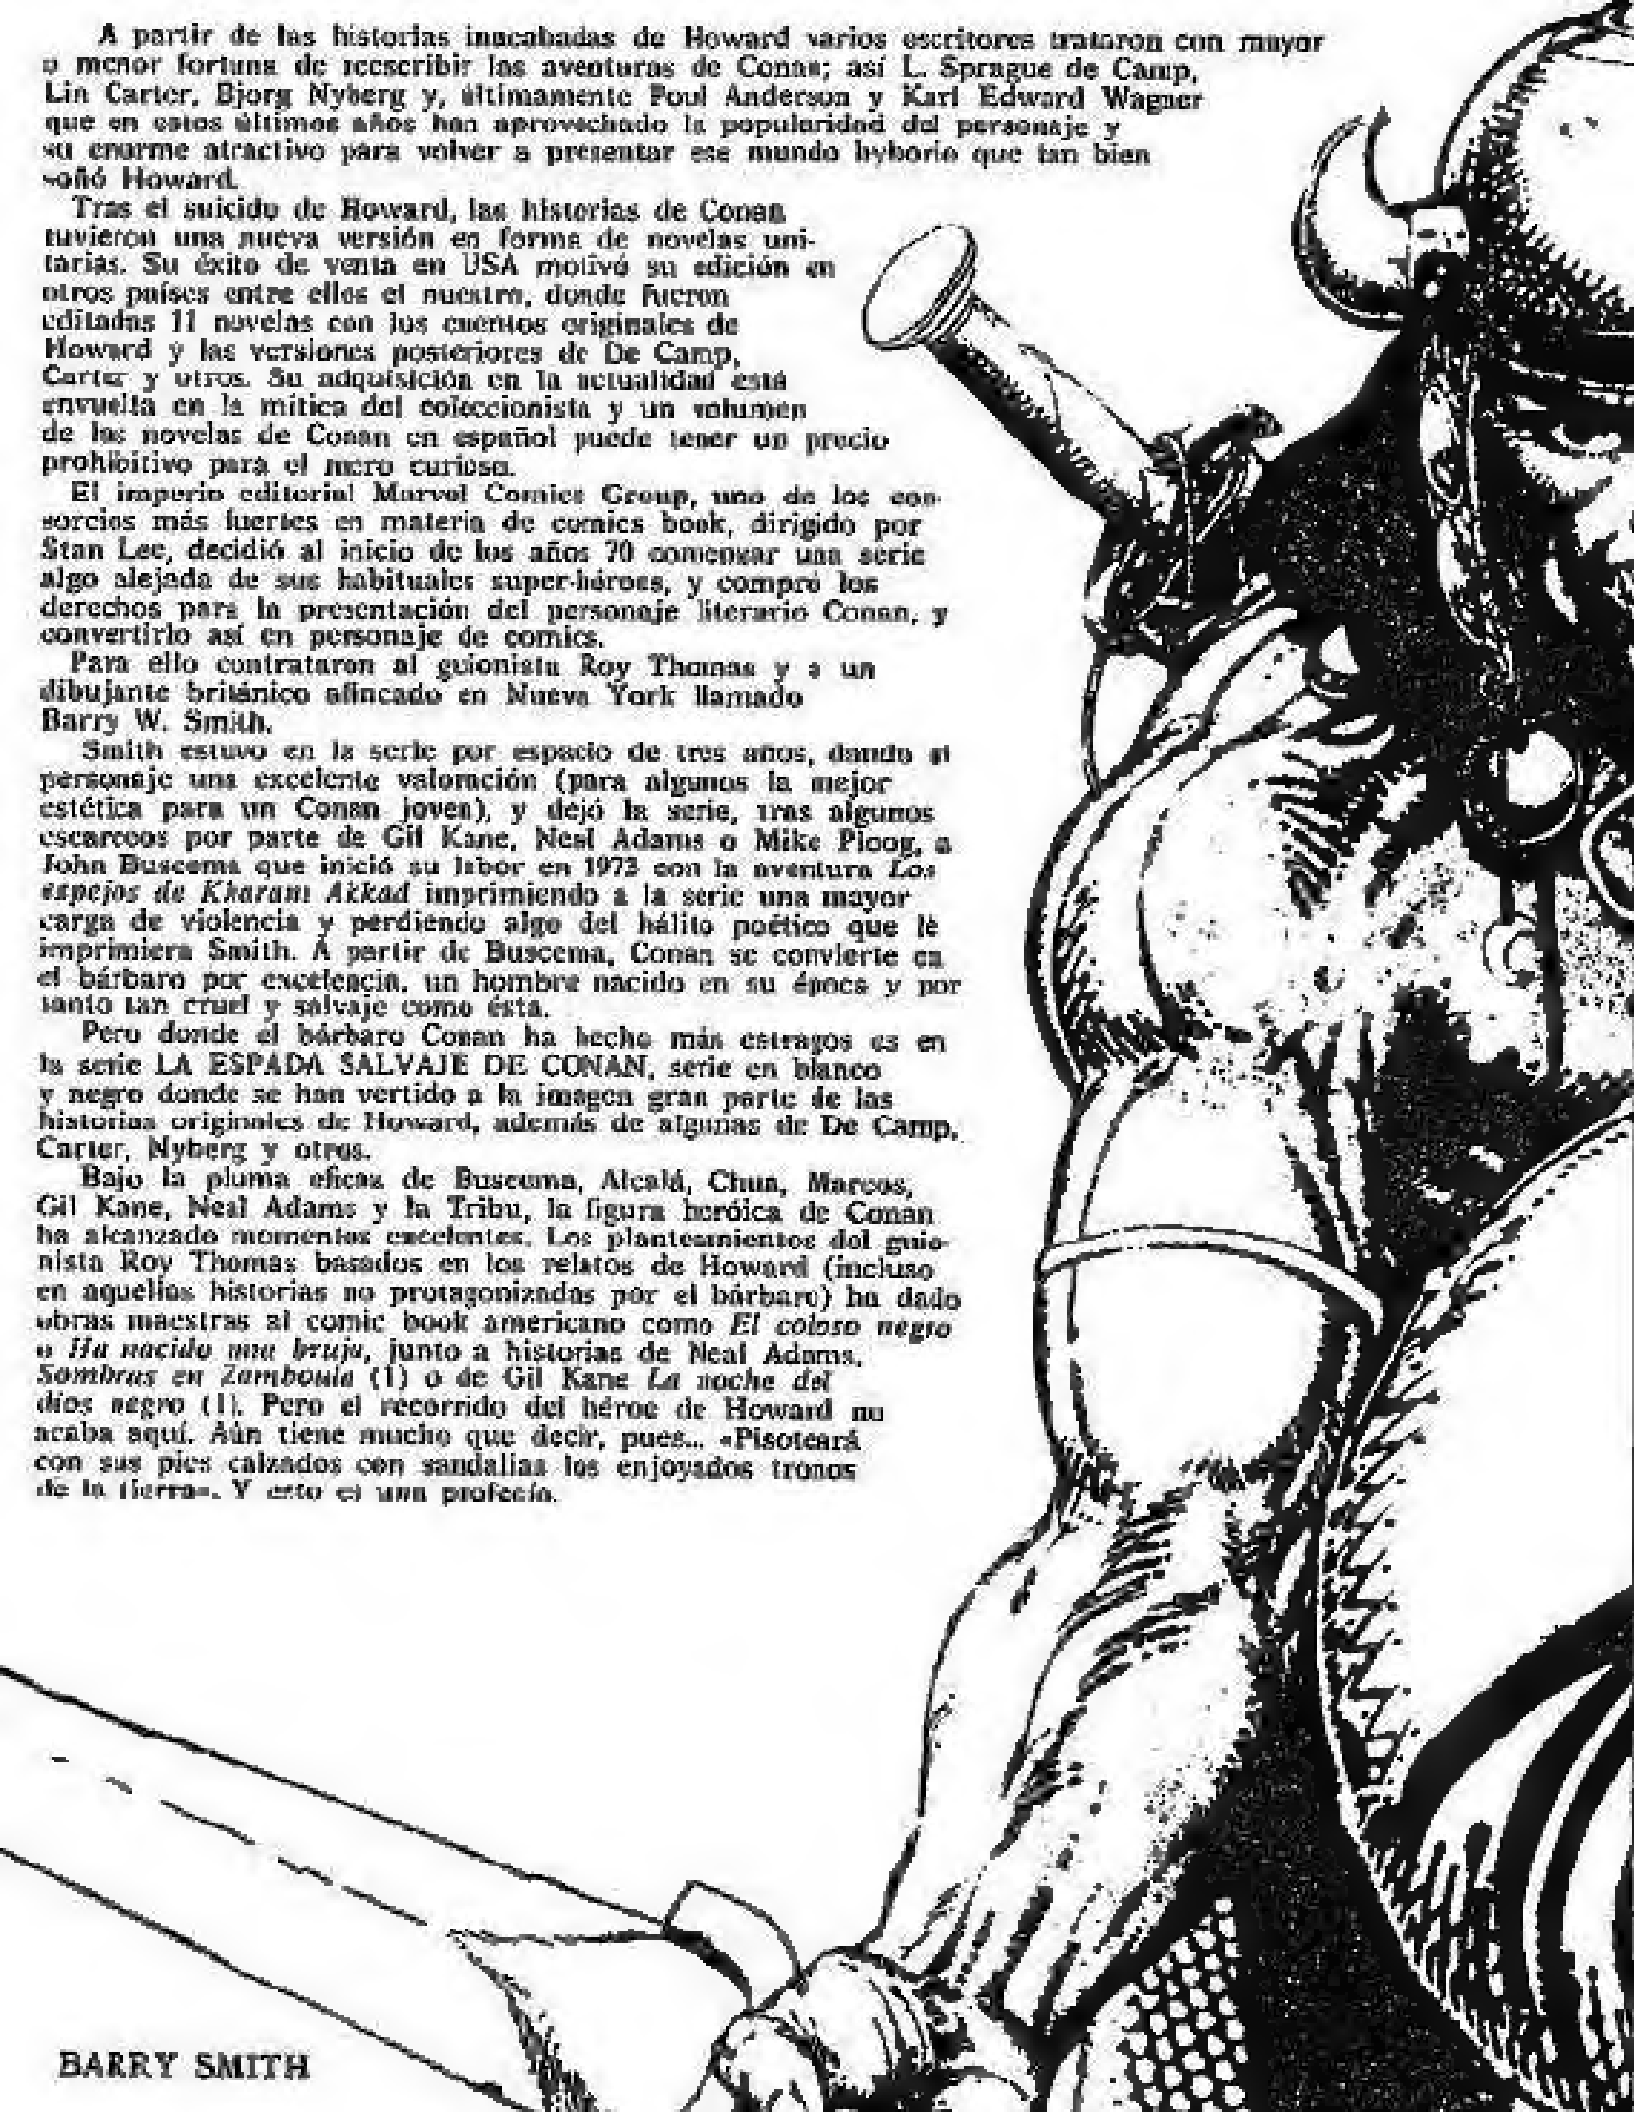 A partir de las historias inacabadas de Howard varios escritores trataron con mayor
o menor fortuna de reescribir las aventuras de Conan; así L. Sprague de Camp,
Lin Carter, Bjorg Nyberg y, últimamente Poul Anderson y Karl Edward Wagner
que en estos últimos años han aprovechado la popularidad del personaje y
su enorme atractivo para volver a presentar ese mundo hyborio que tan bien
soñó Howard.
Tras el suicido de Howard, las historias de Conan
tuvieron una nueva versión en forma de novelas uni-
tarias. Su éxito de venta en USA motivó su edición en
otros países entre ellos el nuestro, donde fueron
editadas 11 novelas con los cuentos originales de
Howard y las versiones posteriores de De Camp,
Carter y otros. Su adquisición en la actualidad está
envuelta en la mítica del coleccionista y un volumen
de las novelas de Conan en español puede tener un precio
prohibitivo para el mero curioso.
El imperio editorial Marvel Comics Group, uno de los con-
sorcios más fuertes en materia de comics book, dirigido por
Stan Lee, decidió al inicio de los años 70 comenzar una serie
algo alejada de sus habituales super-héroes, y compró los
derechos para la presentación del personaje literario Conan, y
convertirlo así en personaje de comics.
Para ello contrataron al guionista Roy Thomas y a un
dibujante británico afincado en Nueva York llamado
Barry W. Smith.
Smith estuvo en la serie por espacio de tres años, dando al
personaje una excelente valoración (para algunos la mejor
estética para un Conan joven), y dejó la serie, tras algunos
escarceos por parte de Gil Kane, Neal Adams o Mike Ploog, a
John Buscema que inició su labor en 1973 con la aventura Los
espejos de Kharam Akkad imprimiendo a la serie una mayor
carga de violencia y perdiendo algo del hálito poético que le
imprimiera Smith. A partir de Buscema, Conan se convierte en
el bárbaro por excelencia, un hombre nacido en su época y por
tanto tan cruel y salvaje como ésta.
Pero donde el bárbaro Conan ha hecho más estragos es en
la serie LA ESPADA SALVAJE DE CONAN, serie en blanco
y negro donde se han vertido a la imagen gran parte de las
historias originales de Howard, además de algunas de De Camp,
Carter, Nyberg y otros.
Bajo la pluma eficaz de Buscema, Alcalá, Chua, Marcos,
Gil Kane, Neal Adams y la Tribu, la figura heróica de Conan
ha alcanzado momentos excelentes. Los planteamientos del guio-
nista Roy Thomas basados en los relatos de Howard (incluso
en aquellas historias no protagonizadas por el bárbaro) ha dado
obras maestras al comic book americano como El coloso negro
o Ha nacido una bruja, junto a historias de Neal Adams,
Sombras en Zamboula (1) o de Gil Kane La noche del
dios negro (1). Pero el recorrido del héroe de Howard no
acaba aquí. Aún tiene mucho que decir, pues... «Pisoteará
con sus pies calzados con sandalias los enjoyados tronos
de la tierra». Y esto es una profecía.
BARRY SMITH